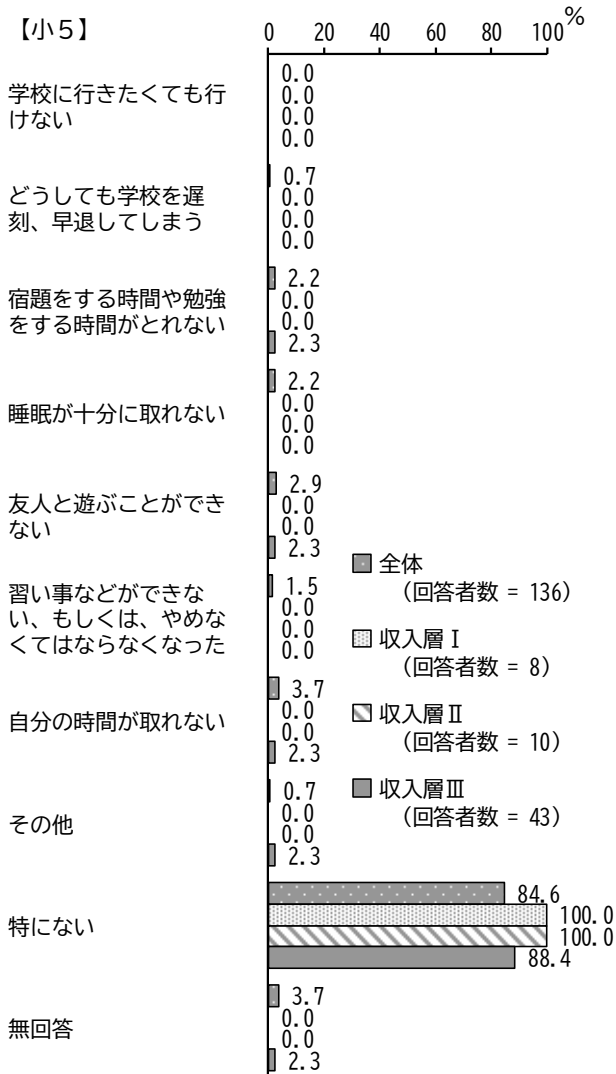 【小５】
0 20 40 60 80 100 %
学校に行きたくても行
けない
0.0
0.0
0.0
0.0
どうしても学校を遅
刻、早退してしまう
0.7
0.0
0.0
0.0
宿題をする時間や勉強
をする時間がとれない
2.2
0.0
0.0
2.3
睡眠が十分に取れない
2.2
0.0
0.0
0.0
友人と遊ぶことができ
ない
2.9
0.0
0.0
2.3
習い事などができな
い、もしくは、やめな
くてはならなくなった
1.5
0.0
0.0
0.0
自分の時間が取れない
3.7
0.0
0.0
2.3
その他
0.7
0.0
0.0
2.3
特にない
84.6
100.0
100.0
88.4
無回答
3.7
0.0
0.0
2.3
全体
（回答者数 = 136）
収入層Ⅰ
（回答者数 = 8）
収入層Ⅱ
（回答者数 = 10）
収入層Ⅲ
（回答者数 = 43）